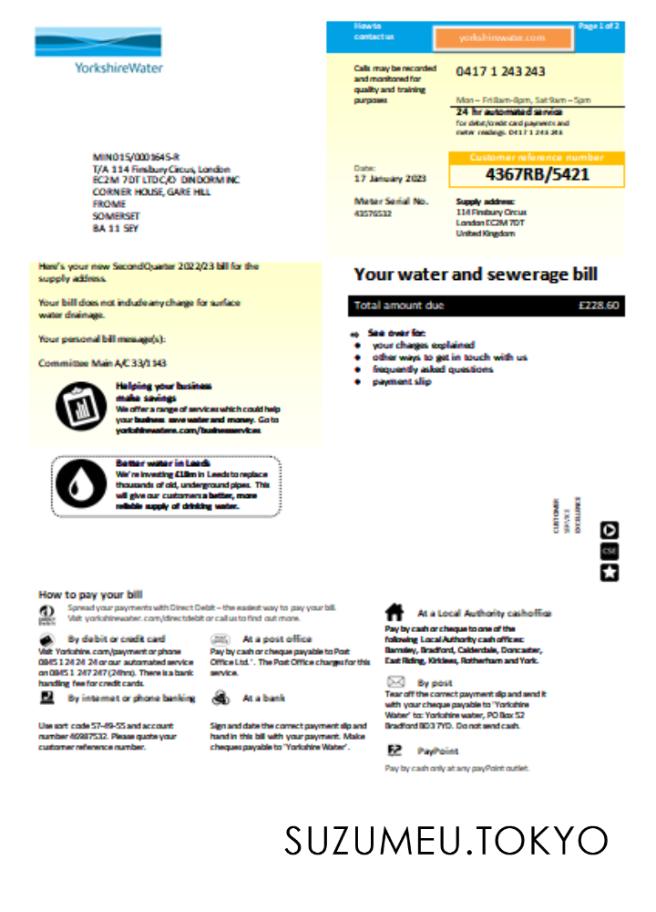 YorkshireWater
How to
contact us
yorkshirewater.com
Page 1 of 2
Calls may be recorded
and monitored for
quality and training
purposes
0417 1 243 243
Mon – Fri 8am-8pm, Sat 9am – 5pm
24 hr automated service
for debit/credit card payments and
meter readings. 0417 1 243 243
MIN015/0001645-R
T/A 114 Finsbury Circus, London
EC2M 7DT LTD C/O DINDORM INC
CORNER HOUSE, GARE HILL
FROME
SOMERSET
BA 11 5EY
Date:
17 January 2023
Customer reference number
4367RB/5421
Meter Serial No.
43576532
Supply address:
114 Finsbury Circus
London EC2M 7DT
United Kingdom
Here's your new Second Quarter 2022/23 bill for the
supply address.
Your bill does not include any charge for surface
water drainage.
Your personal bill message(s):
Committee Main A/C 33/1143
Helping your business
make savings
We offer a range of services which could help
your business save water and money. Go to
yorkshirewatere.com/businesservices
Better water in Leeds
We're investing £18m in Leeds to replace
thousands of old, underground pipes. This
will give our customers a better, more
reliable supply of drinking water.
Your water and sewerage bill
Total amount due £228.60
See over for:
your charges explained
other ways to get in touch with us
frequently asked questions
payment slip
CUSTOMER
SERVICE
EXCELLENCE
CSE
How to pay your bill
Spread your payments with Direct Debit – the easiest way to pay your bill.
Visit yorkshirewater.com/directdebit or call us to find out more.
By debit or credit card
Visit Yorkshire.com/payment or phone
0845 1 24 24 24 or our automated service
on 0845 1 247 247 (24hrs). There is a bank
handling fee for credit cards.
At a post office
Pay by cash or cheque payable to Post
Office Ltd.'. The Post Office charges for this
service.
By internet or phone banking
Use sort code 57-49-55 and account
number 46987532. Please quote your
customer reference number.
At a bank
Sign and date the correct payment slip and
hand in this bill with your payment. Make
cheques payable to 'Yorkshire Water'.
At a Local Authority cash office
Pay by cash or cheque to one of the
following Local Authority cash offices:
Barnsley, Bradford, Calderdale, Doncaster,
East Riding, Kirklees, Rotherham and York.
By post
Tear off the correct payment slip and send it
with your cheque payable to 'Yorkshire
Water' to: Yorkshire water, PO Box 52
Bradford BD3 7YD. Do not send cash.
PayPoint
Pay by cash only at any payPoint outlet.
SUZUMEU.TOKYO